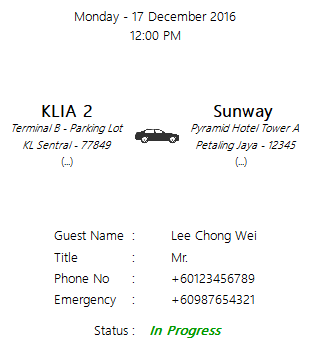 Monday - 17 December 2016
12:00 PM
KLIA 2
Terminal B - Parking Lot
KL Sentral - 77849
(...)
Sunway
Pyramid Hotel Tower A
Petaling Jaya - 12345
(...)
Guest Name : Lee Chong Wei
Title : Mr.
Phone No : +60123456789
Emergency : +60987654321
Status : In Progress